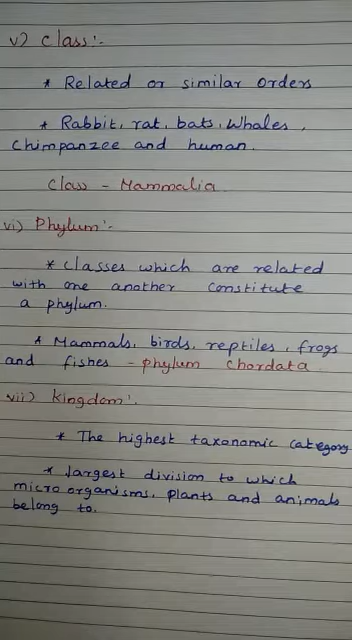 v) Class:-
* Related or similar orders
* Rabbit, rat, bats, Whales,
Chimpanzee and human.
Class - Mammalia.
vi) Phylum:-
* Classes which are related
with one another constitute
a phylum.
* Mammals, birds, reptiles, frogs
and fishes - phylum chordata.
vii) Kingdom:-
* The highest taxonomic category
* largest division to which
micro organisms, plants and animals
belong to.